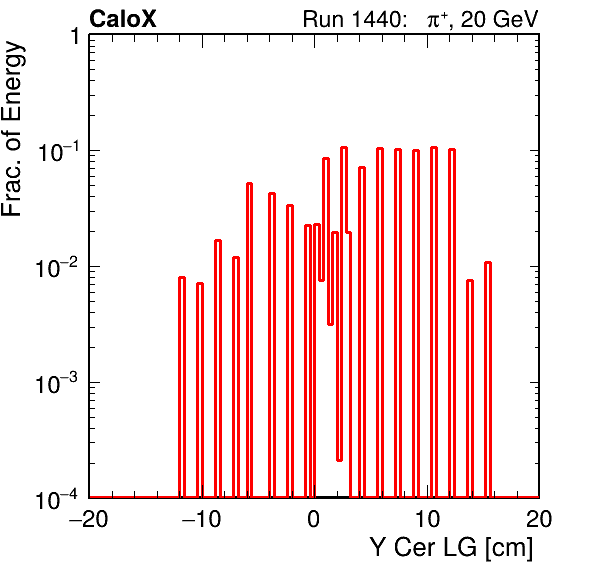 CaloX Run 1440: π⁺, 20 GeV
Frac. of Energy
1
10⁻¹
10⁻²
10⁻³
10⁻⁴
−20 −10 0 10 20
Y Cer LG [cm]